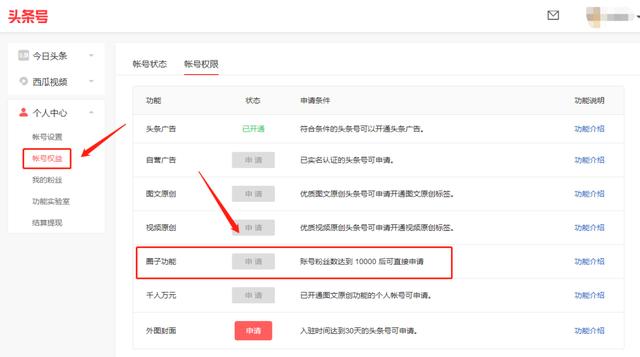 头条号
今日头条
西瓜视频
个人中心
帐号设置
帐号权益
我的粉丝
功能实验室
结算提现
帐号状态 帐号权限
功能 状态 申请条件 功能说明
头条广告 已开通 符合条件的头条号可以开通头条广告。 功能介绍
自营广告 申请 已实名认证的头条号可申请。 功能介绍
图文原创 申请 优质图文原创头条号可申请开通图文原创标签。 功能介绍
视频原创 申请 优质视频原创头条号可申请开通视频原创标签。 功能介绍
圈子功能 申请 账号粉丝数达到 10000 后可直接申请 功能介绍
千人万元 申请 已开通图文原创功能的个人帐号可申请。 功能介绍
外图封面 申请 入驻时间达到30天的头条号可申请。 功能介绍